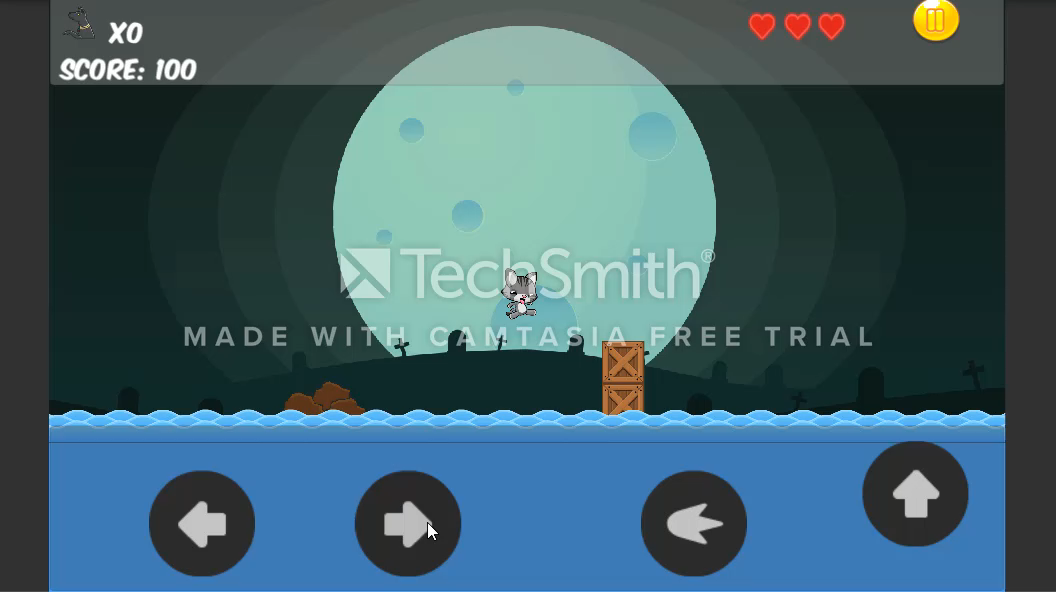 X0
SCORE: 100
TechSmith®
MADE WITH CAMTASIA FREE TRIAL